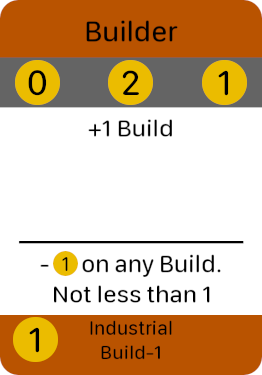 Builder
0 2 1
+1 Build
- 1 on any Build.
Not less than 1
1 Industrial
Build-1